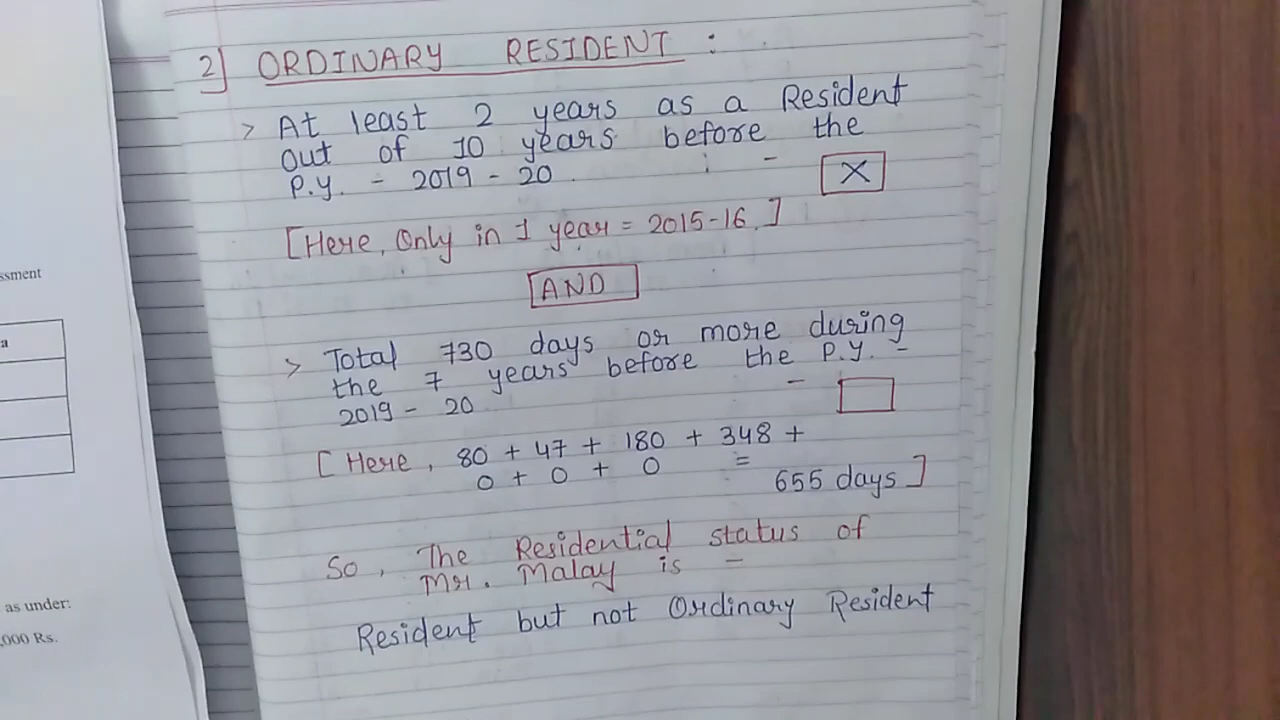 2] ORDINARY RESIDENT :
> At least 2 years as a Resident
out of 10 years before the
P.Y. - 2019 - 20. - X
[Here, Only in 1 year = 2015-16.]
AND
> Total 730 days or more during
the 7 years before the P.Y. -
2019 - 20 -
[Here, 80 + 47 + 180 + 348 +
0 + 0 + 0 = 655 days]
So, The Residential status of
Mr. Malay is -
Resident but not Ordinary Resident
ssment
a
as under:
,000 Rs.